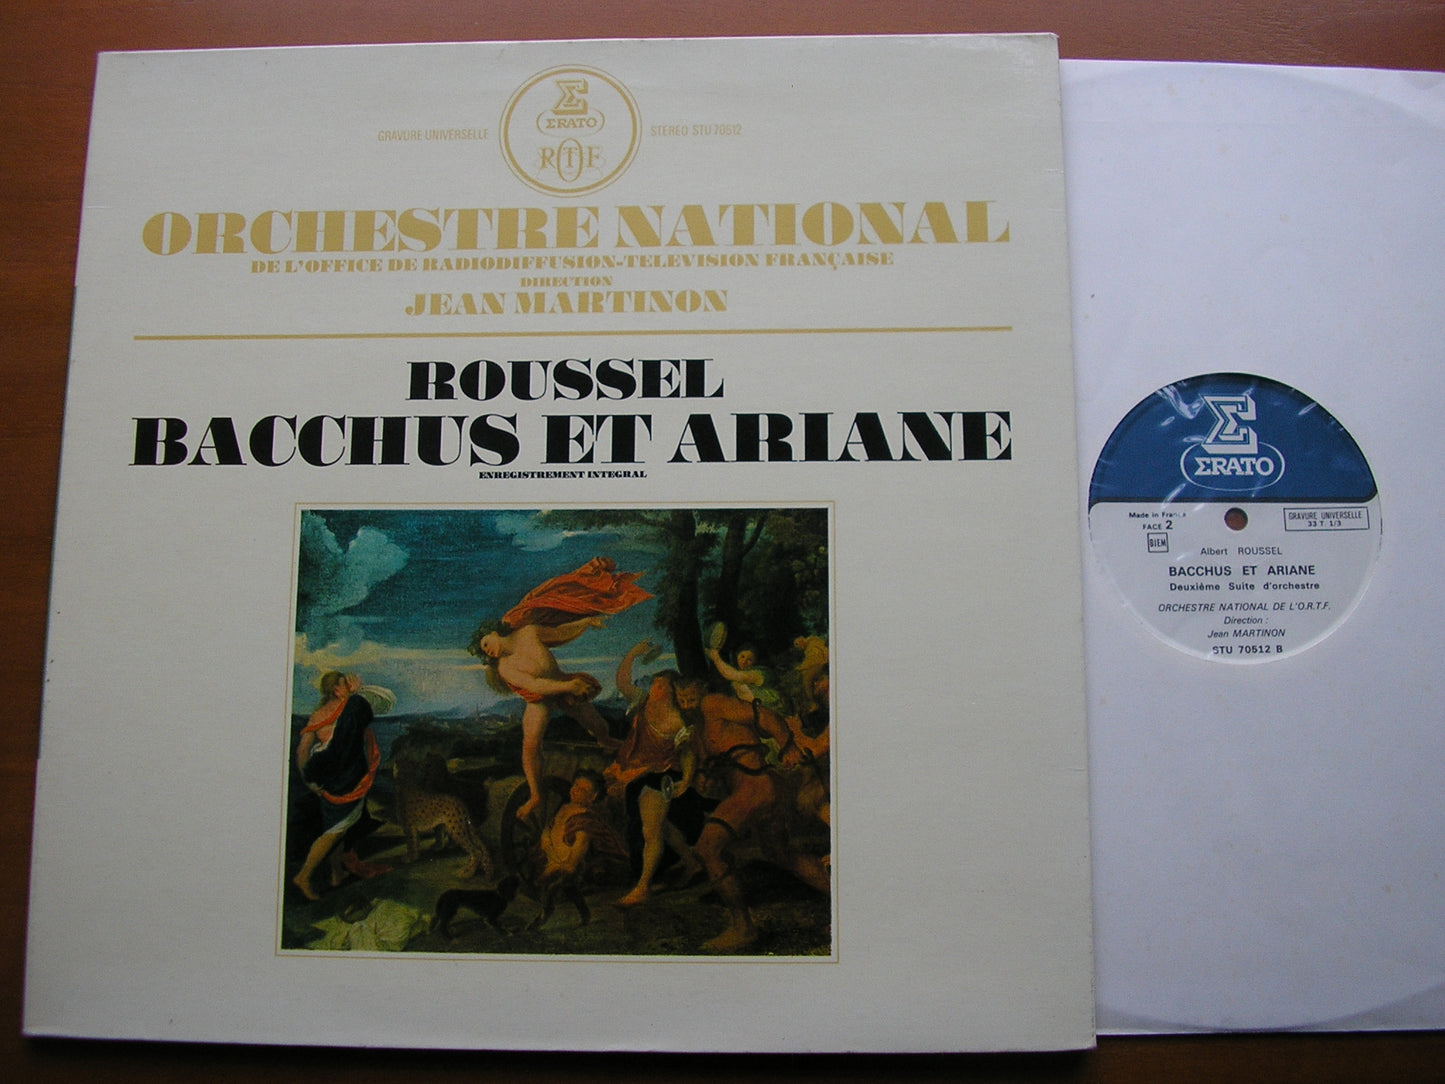 GRAVURE UNIVERSELLE
ΣRATO
ORTF
STEREO STU 70512
ORCHESTRE NATIONAL
DE L'OFFICE DE RADIODIFFUSION-TELEVISION FRANÇAISE
DIRECTION
JEAN MARTINON
ROUSSEL
BACCHUS ET ARIANE
ENREGISTREMENT INTEGRAL
ΣRATO
Made in France
FACE 2
BIEM
GRAVURE UNIVERSELLE
33 T. 1/3
Albert ROUSSEL
BACCHUS ET ARIANE
Deuxième Suite d'orchestre
ORCHESTRE NATIONAL DE L'O.R.T.F.
Direction :
Jean MARTINON
STU 70512 B